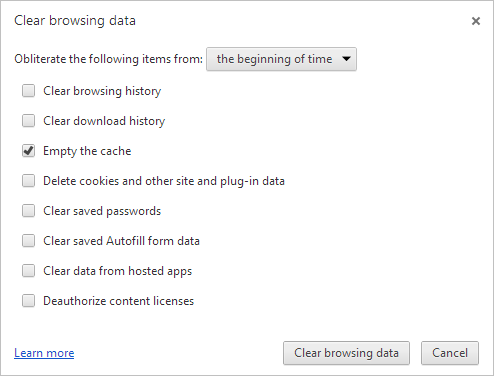 Clear browsing data
Obliterate the following items from: the beginning of time
Clear browsing history
Clear download history
Empty the cache
Delete cookies and other site and plug-in data
Clear saved passwords
Clear saved Autofill form data
Clear data from hosted apps
Deauthorize content licenses
Learn more Clear browsing data Cancel